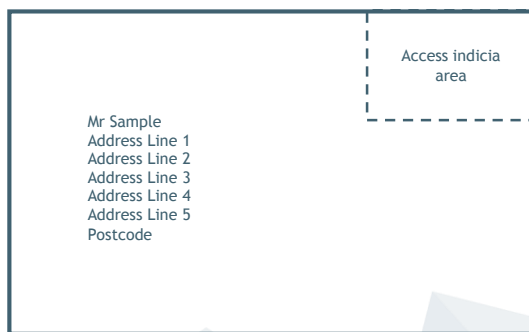 Access indicia
area
Mr Sample
Address Line 1
Address Line 2
Address Line 3
Address Line 4
Address Line 5
Postcode